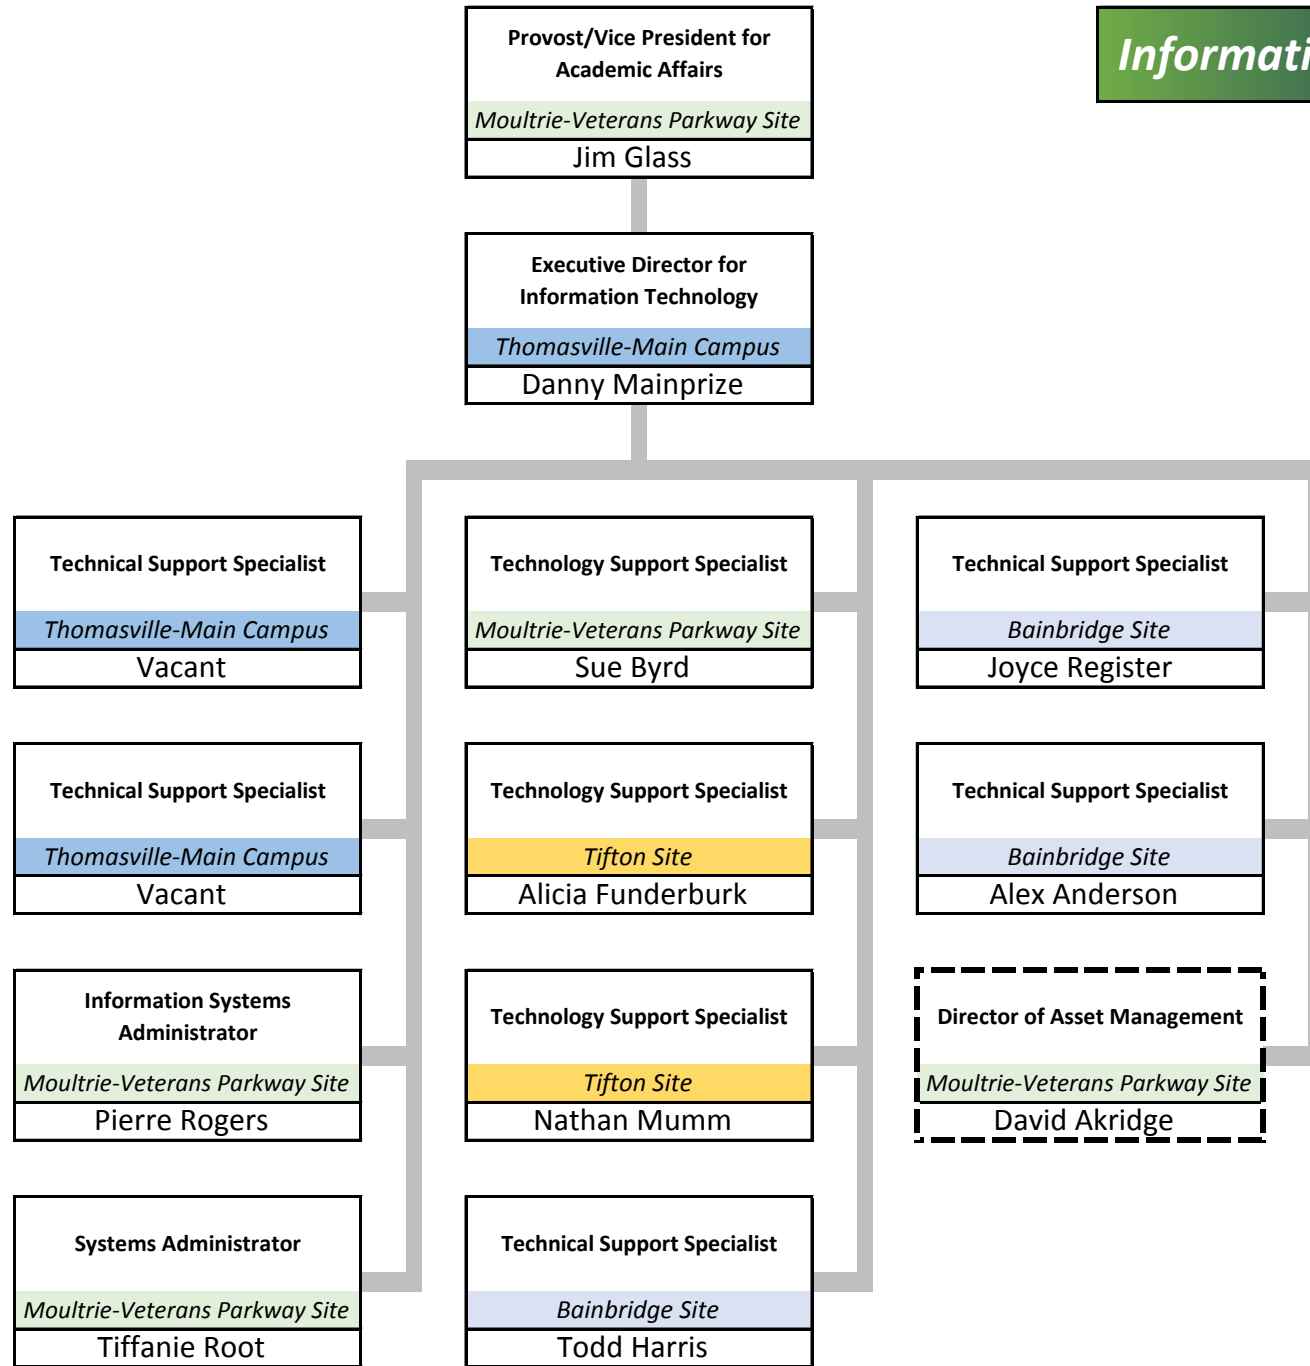 Provost/Vice President for
Academic Affairs
Moultrie-Veterans Parkway Site
Jim Glass
Informati
Executive Director for
Information Technology
Thomasville-Main Campus
Danny Mainprize
Technical Support Specialist
Thomasville-Main Campus
Vacant
Technology Support Specialist
Moultrie-Veterans Parkway Site
Sue Byrd
Technical Support Specialist
Bainbridge Site
Joyce Register
Technical Support Specialist
Thomasville-Main Campus
Vacant
Technology Support Specialist
Tifton Site
Alicia Funderburk
Technical Support Specialist
Bainbridge Site
Alex Anderson
Information Systems
Administrator
Moultrie-Veterans Parkway Site
Pierre Rogers
Technology Support Specialist
Tifton Site
Nathan Mumm
Director of Asset Management
Moultrie-Veterans Parkway Site
David Akridge
Systems Administrator
Moultrie-Veterans Parkway Site
Tiffanie Root
Technical Support Specialist
Bainbridge Site
Todd Harris